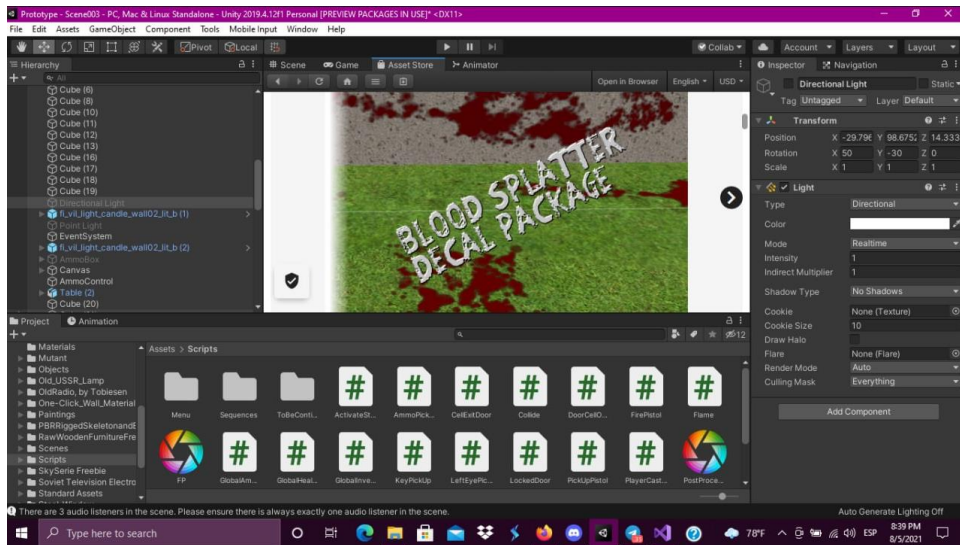 Prototype - Scene003 - PC, Mac & Linux Standalone - Unity 2019.4.12f1 Personal [PREVIEW PACKAGES IN USE]* <DX11>
File Edit Assets GameObject Component Tools Mobile Input Window Help
Pivot Local Collab Account Layers Layout
Hierarchy
Scene Game Asset Store Animator
Inspector Navigation
All
Open in Browser English USD
Cube (6)
Cube (8)
Cube (10)
Cube (11)
Cube (12)
Cube (13)
Cube (16)
Cube (17)
Cube (18)
Cube (19)
Directional Light
fi_vil_light_candle_wall02_lit_b (1)
Point Light
EventSystem
fi_vil_light_candle_wall02_lit_b (2)
AmmoBox
Canvas
AmmoControl
Table (2)
Cube (20)
BLOOD SPLATTER
DECAL PACKAGE
Directional Light Static
Tag Untagged Layer Default
Transform
Position X -29.796 Y 98.6752 Z 14.333
Rotation X 50 Y -30 Z 0
Scale X 1 Y 1 Z 1
Light
Type Directional
Color
Mode Realtime
Intensity 1
Indirect Multiplier 1
Shadow Type No Shadows
Cookie None (Texture)
Cookie Size 10
Draw Halo
Flare None (Flare)
Render Mode Auto
Culling Mask Everything
Add Component
Project Animation
12
Materials
Mutant
Objects
Old_USSR_Lamp
OldRadio, by Tobiesen
One-Click_Wall_Material
Paintings
PBRRiggedSkeletonandE
RawWoodenFurnitureFre
Scenes
Scripts
SkySerie Freebie
Soviet Television Electro
Standard Assets
Assets > Scripts
Menu Sequences ToBeConti... ActivateSt... AmmoPick... CellExitDoor Collide DoorCellO... FirePistol Flame
FP GlobalAm... GlobalHeal... GlobalInve... KeyPickUp LeftEyePic... LockedDoor PickUpPistol PlayerCast... PostProce...
There are 3 audio listeners in the scene. Please ensure there is always exactly one audio listener in the scene.
Auto Generate Lighting Off
Type here to search
78°F ESP
8:39 PM
8/5/2021